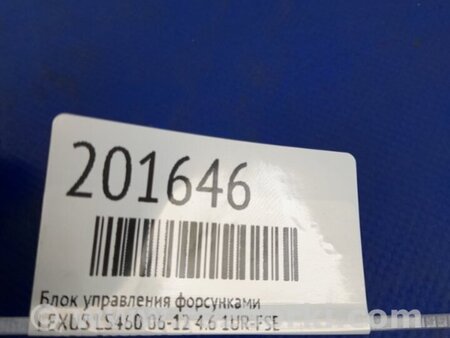 201646
Блок управления форсунками
LEXUS LS460 06-12 4.6 1UR-FSE